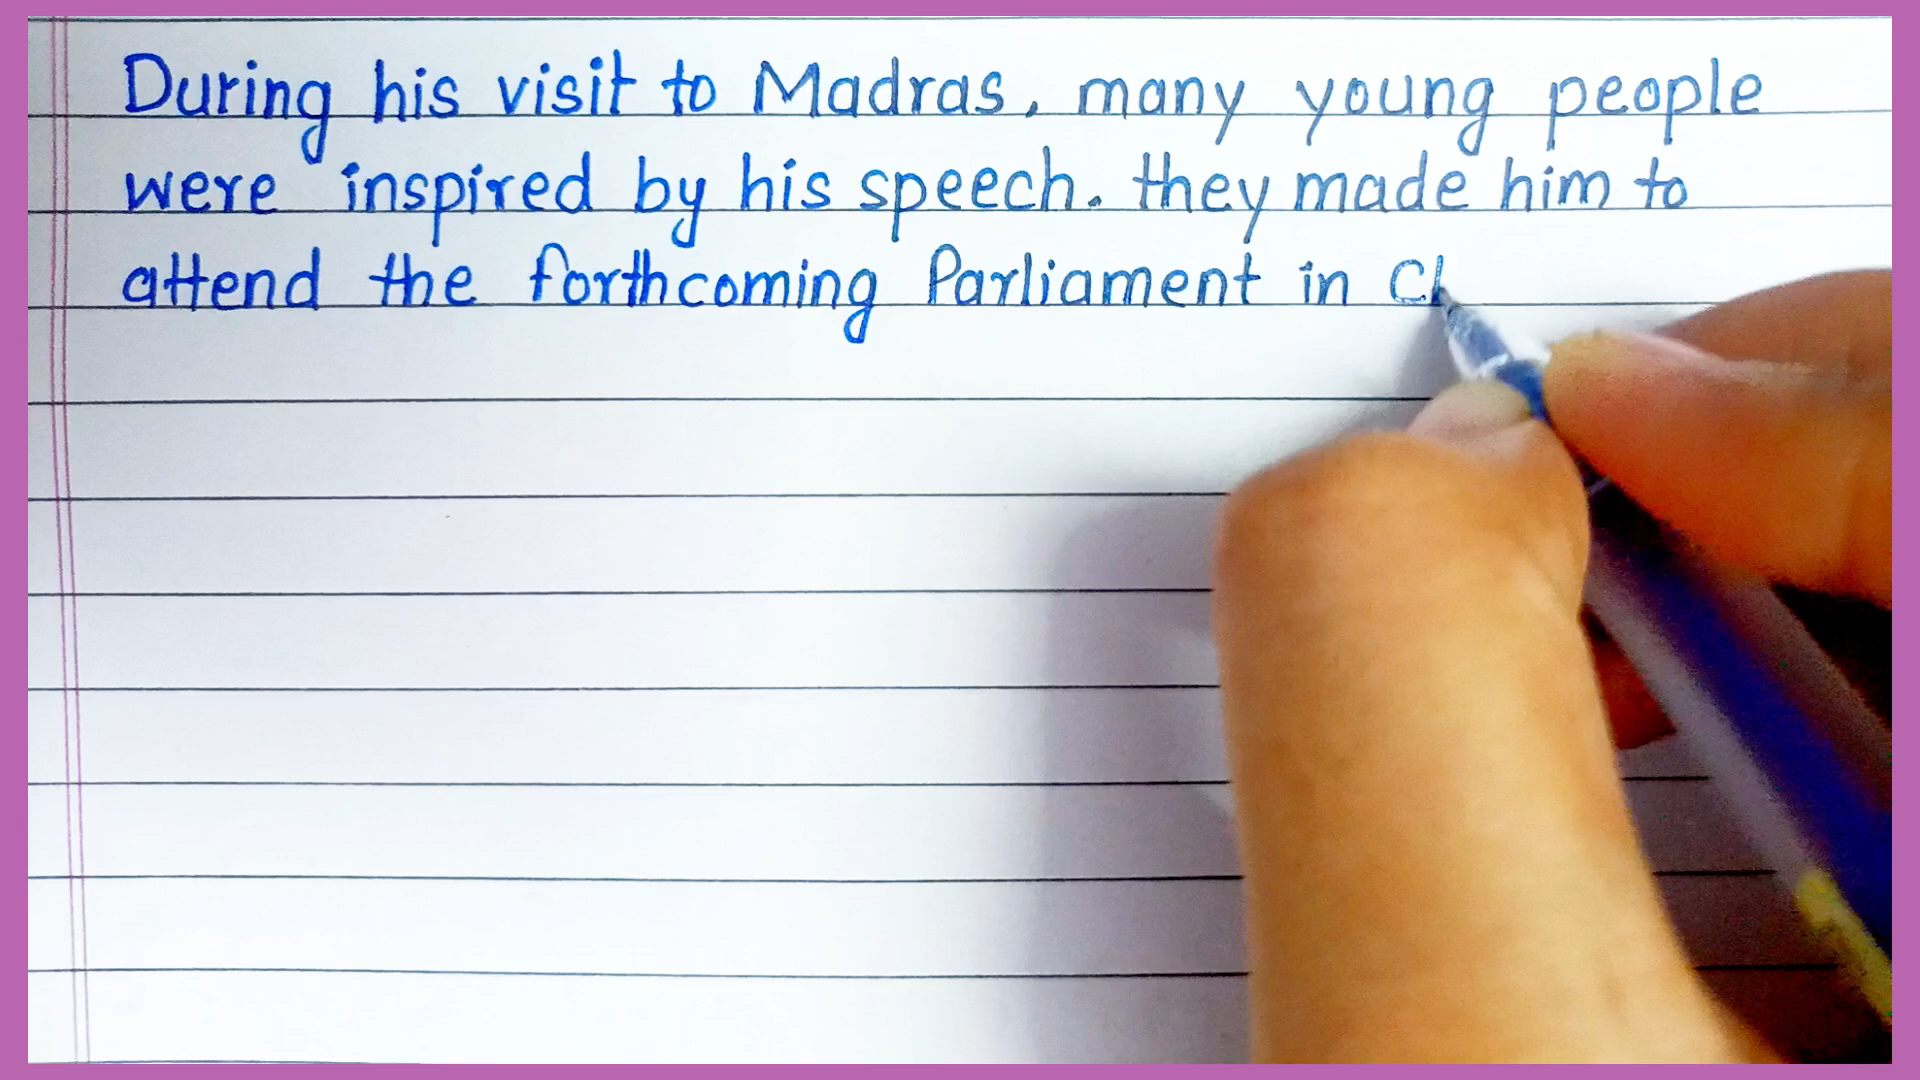 During his visit to Madras, many young people
were inspired by his speech. they made him to
attend the forthcoming Parliament in Ch